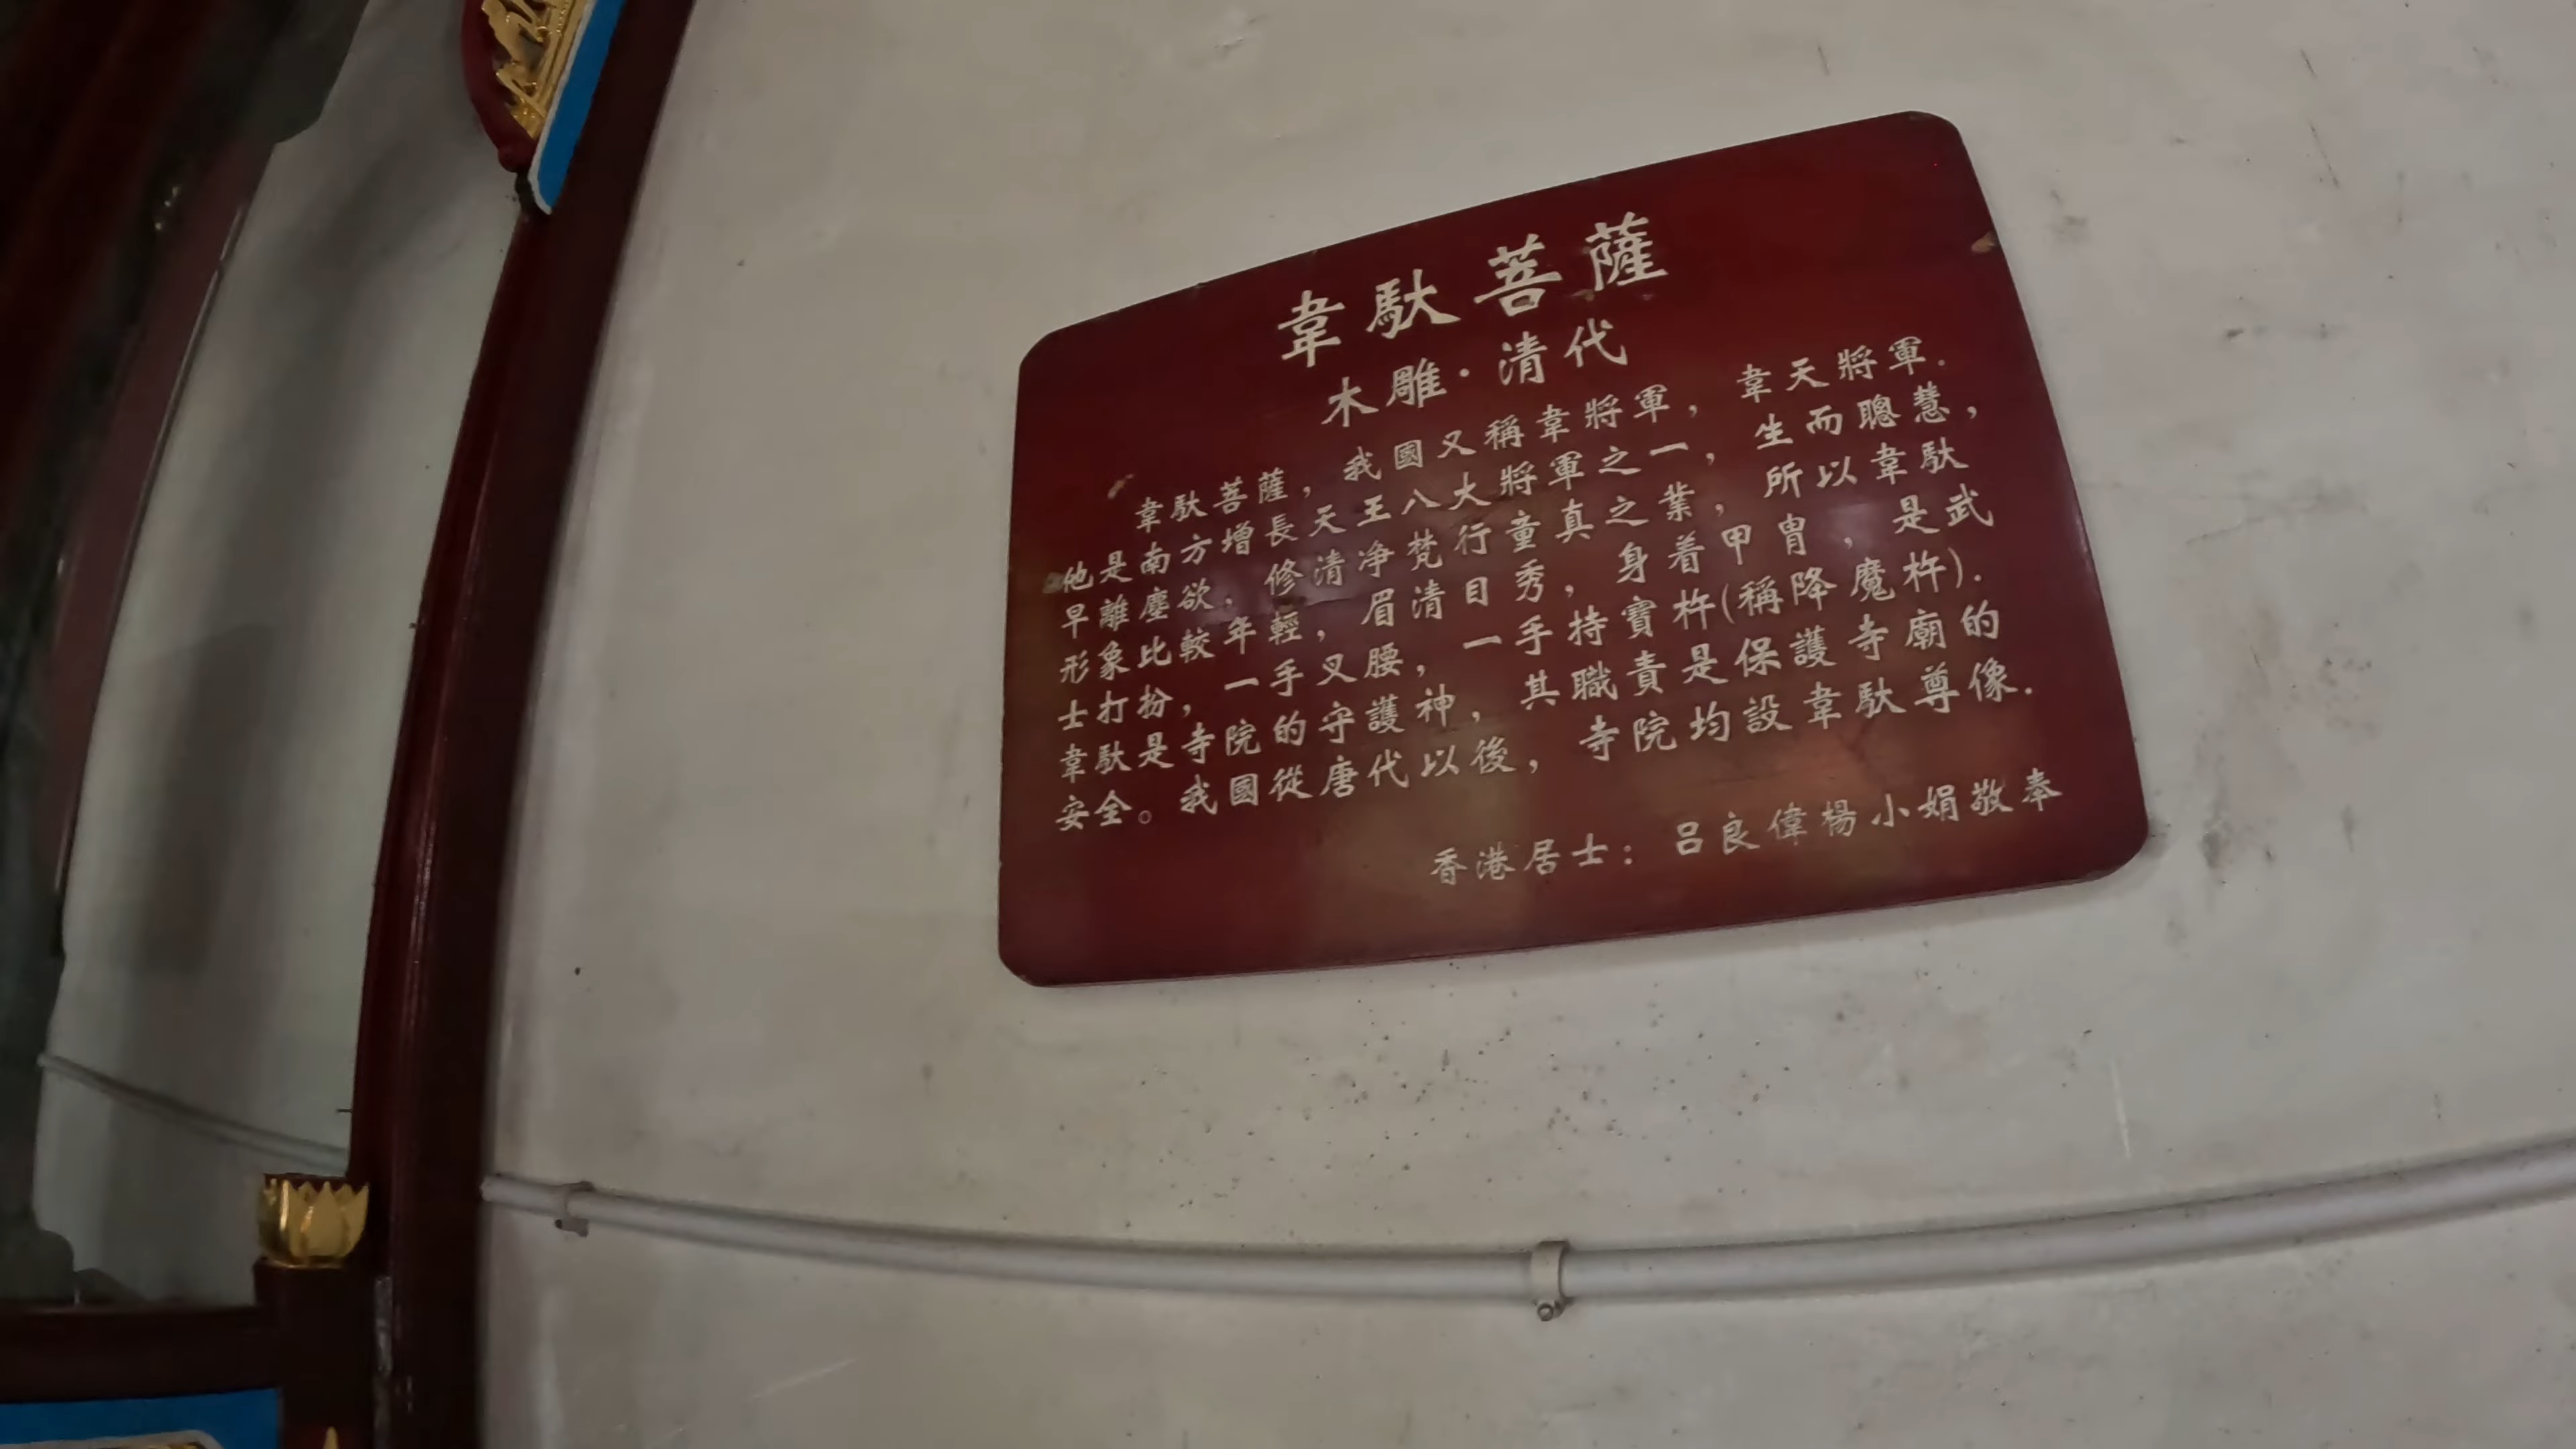 韋馱菩薩
木雕·清代
韋馱菩薩，我國又稱韋將軍，韋天將軍.
他是南方增長天王八大將軍之一，生而聰慧，
早離塵欲，修清净梵行童真之業，所以韋馱
形象比較年輕，眉清目秀，身着甲冑，是武
士打扮，一手叉腰，一手持寶杵(稱降魔杵).
韋馱是寺院的守護神，其職責是保護寺廟的
安全。我國從唐代以後，寺院均設韋馱尊像.
香港居士：吕良偉楊小娟敬奉